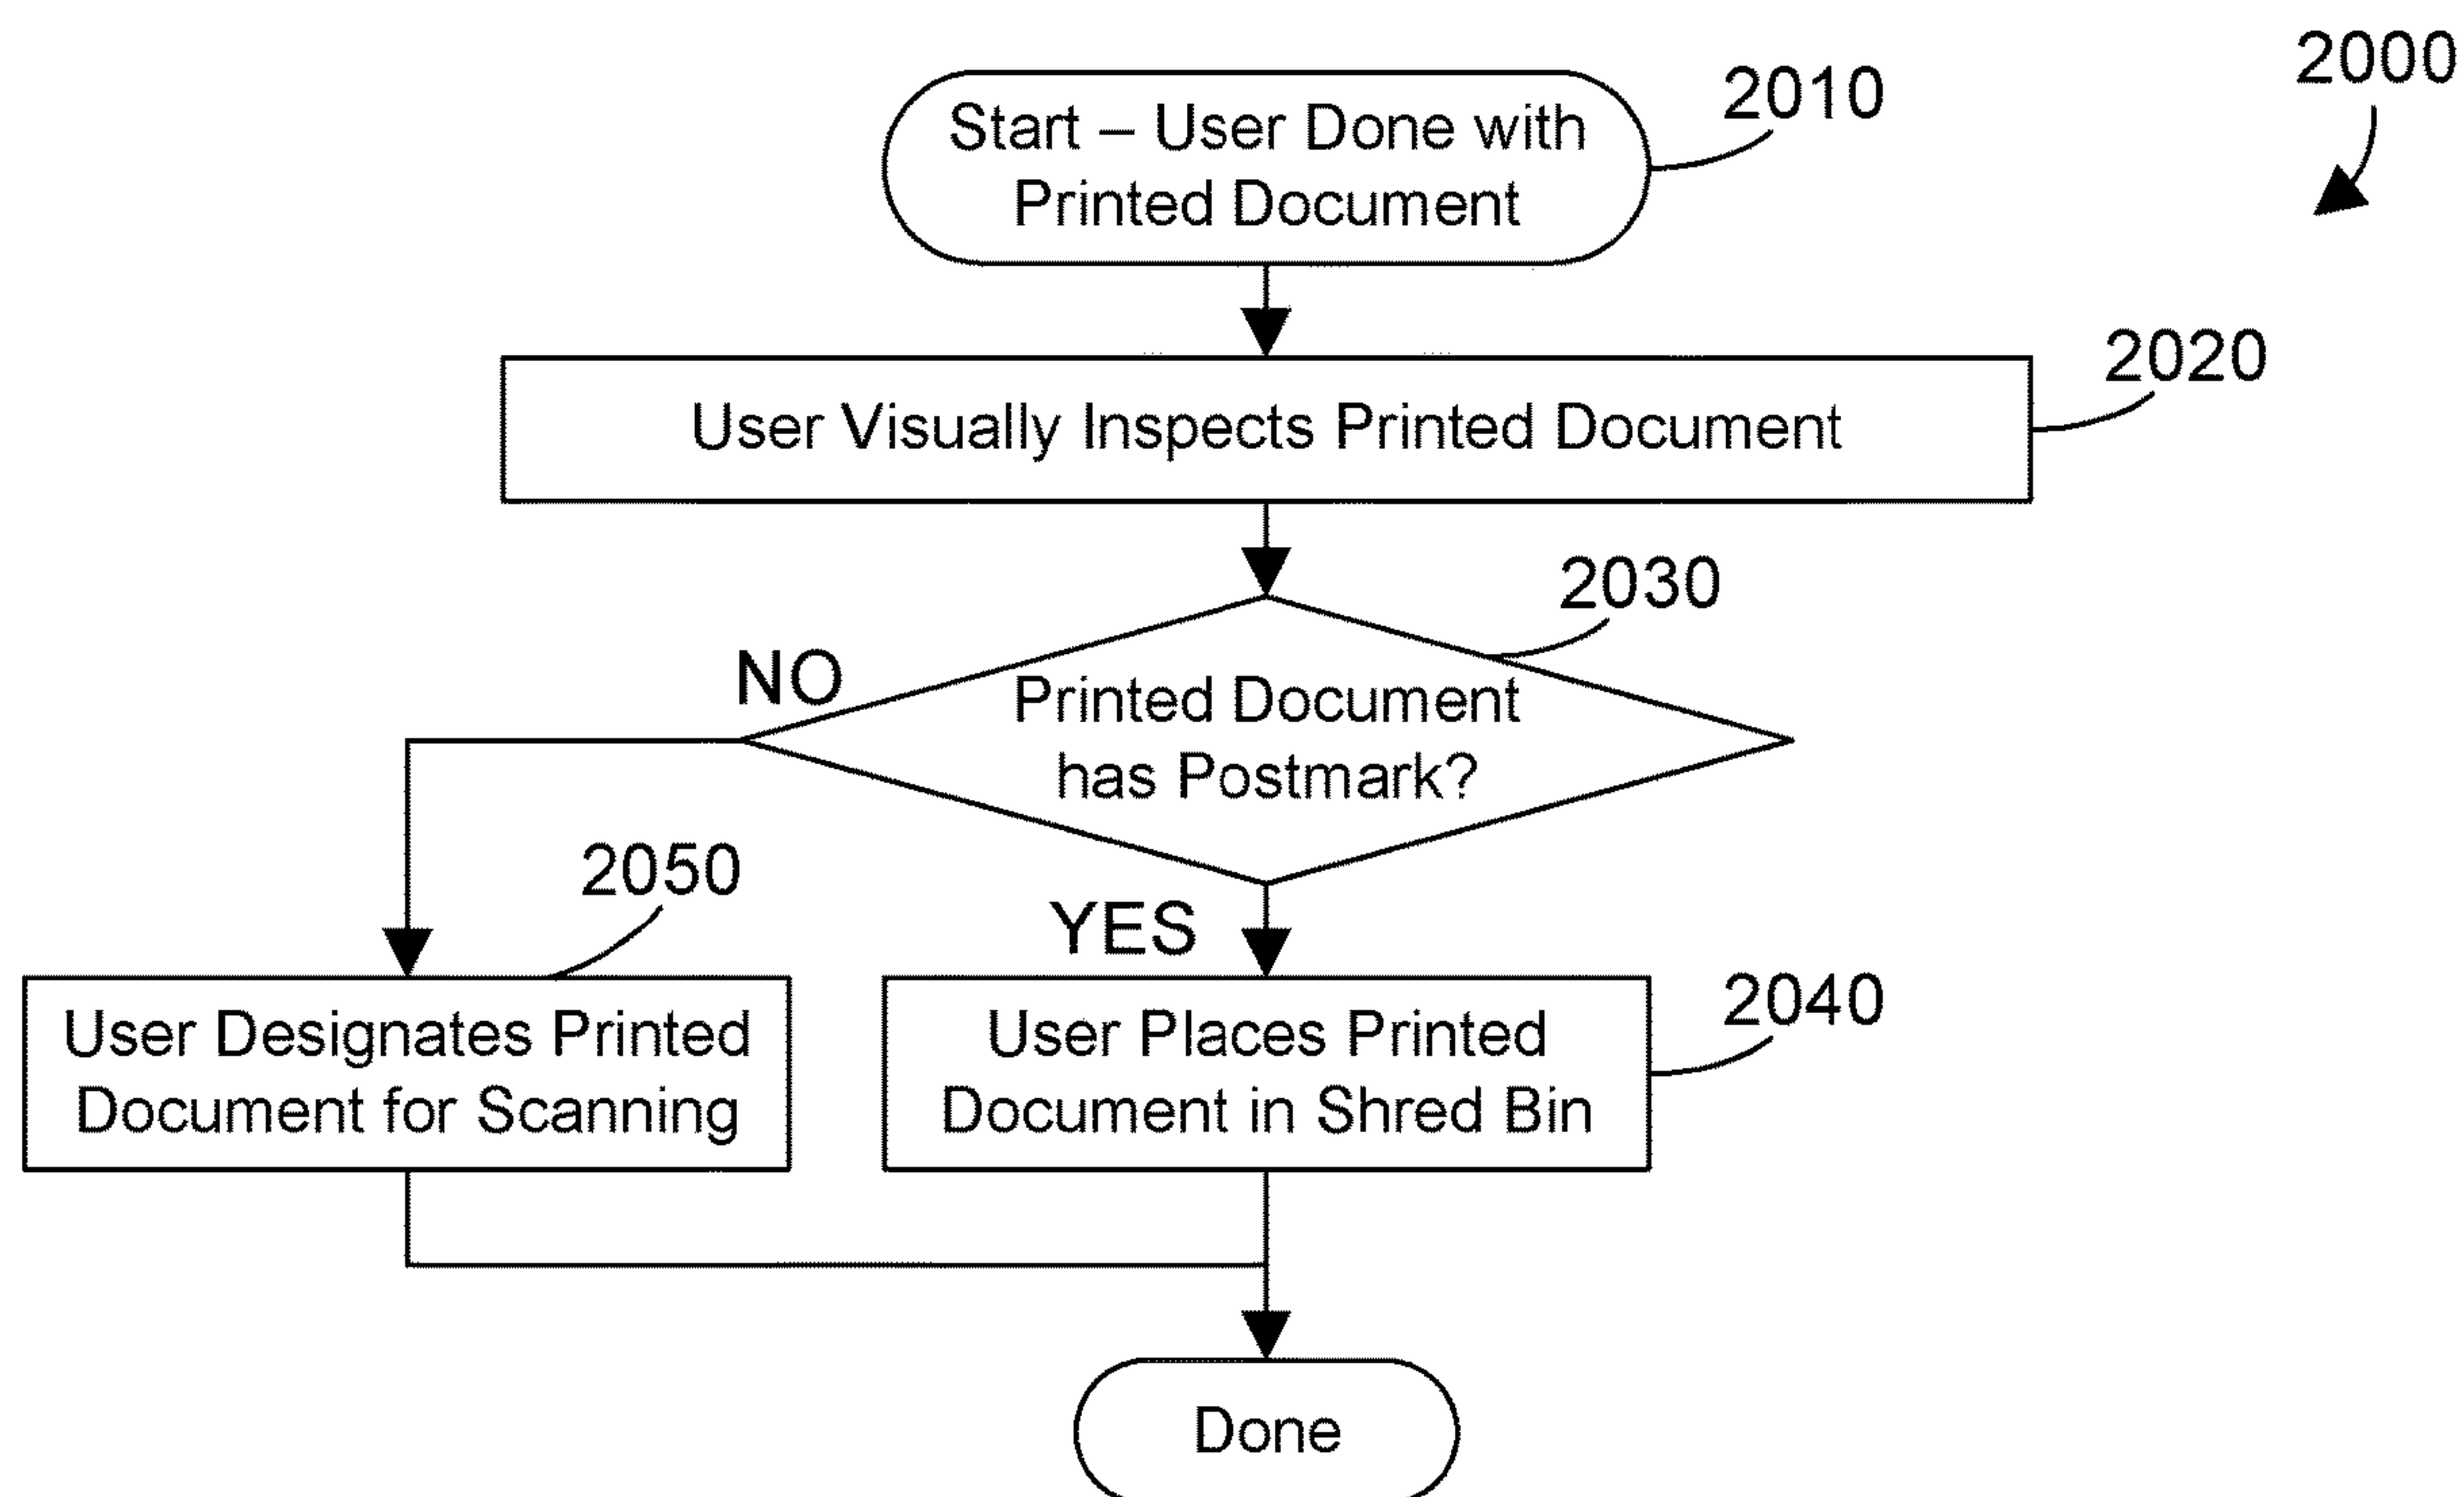 2000
Start – User Done with
Printed Document
2010
User Visually Inspects Printed Document
2020
2030
Printed Document
has Postmark?
NO
YES
2050
User Designates Printed
Document for Scanning
User Places Printed
Document in Shred Bin
2040
Done